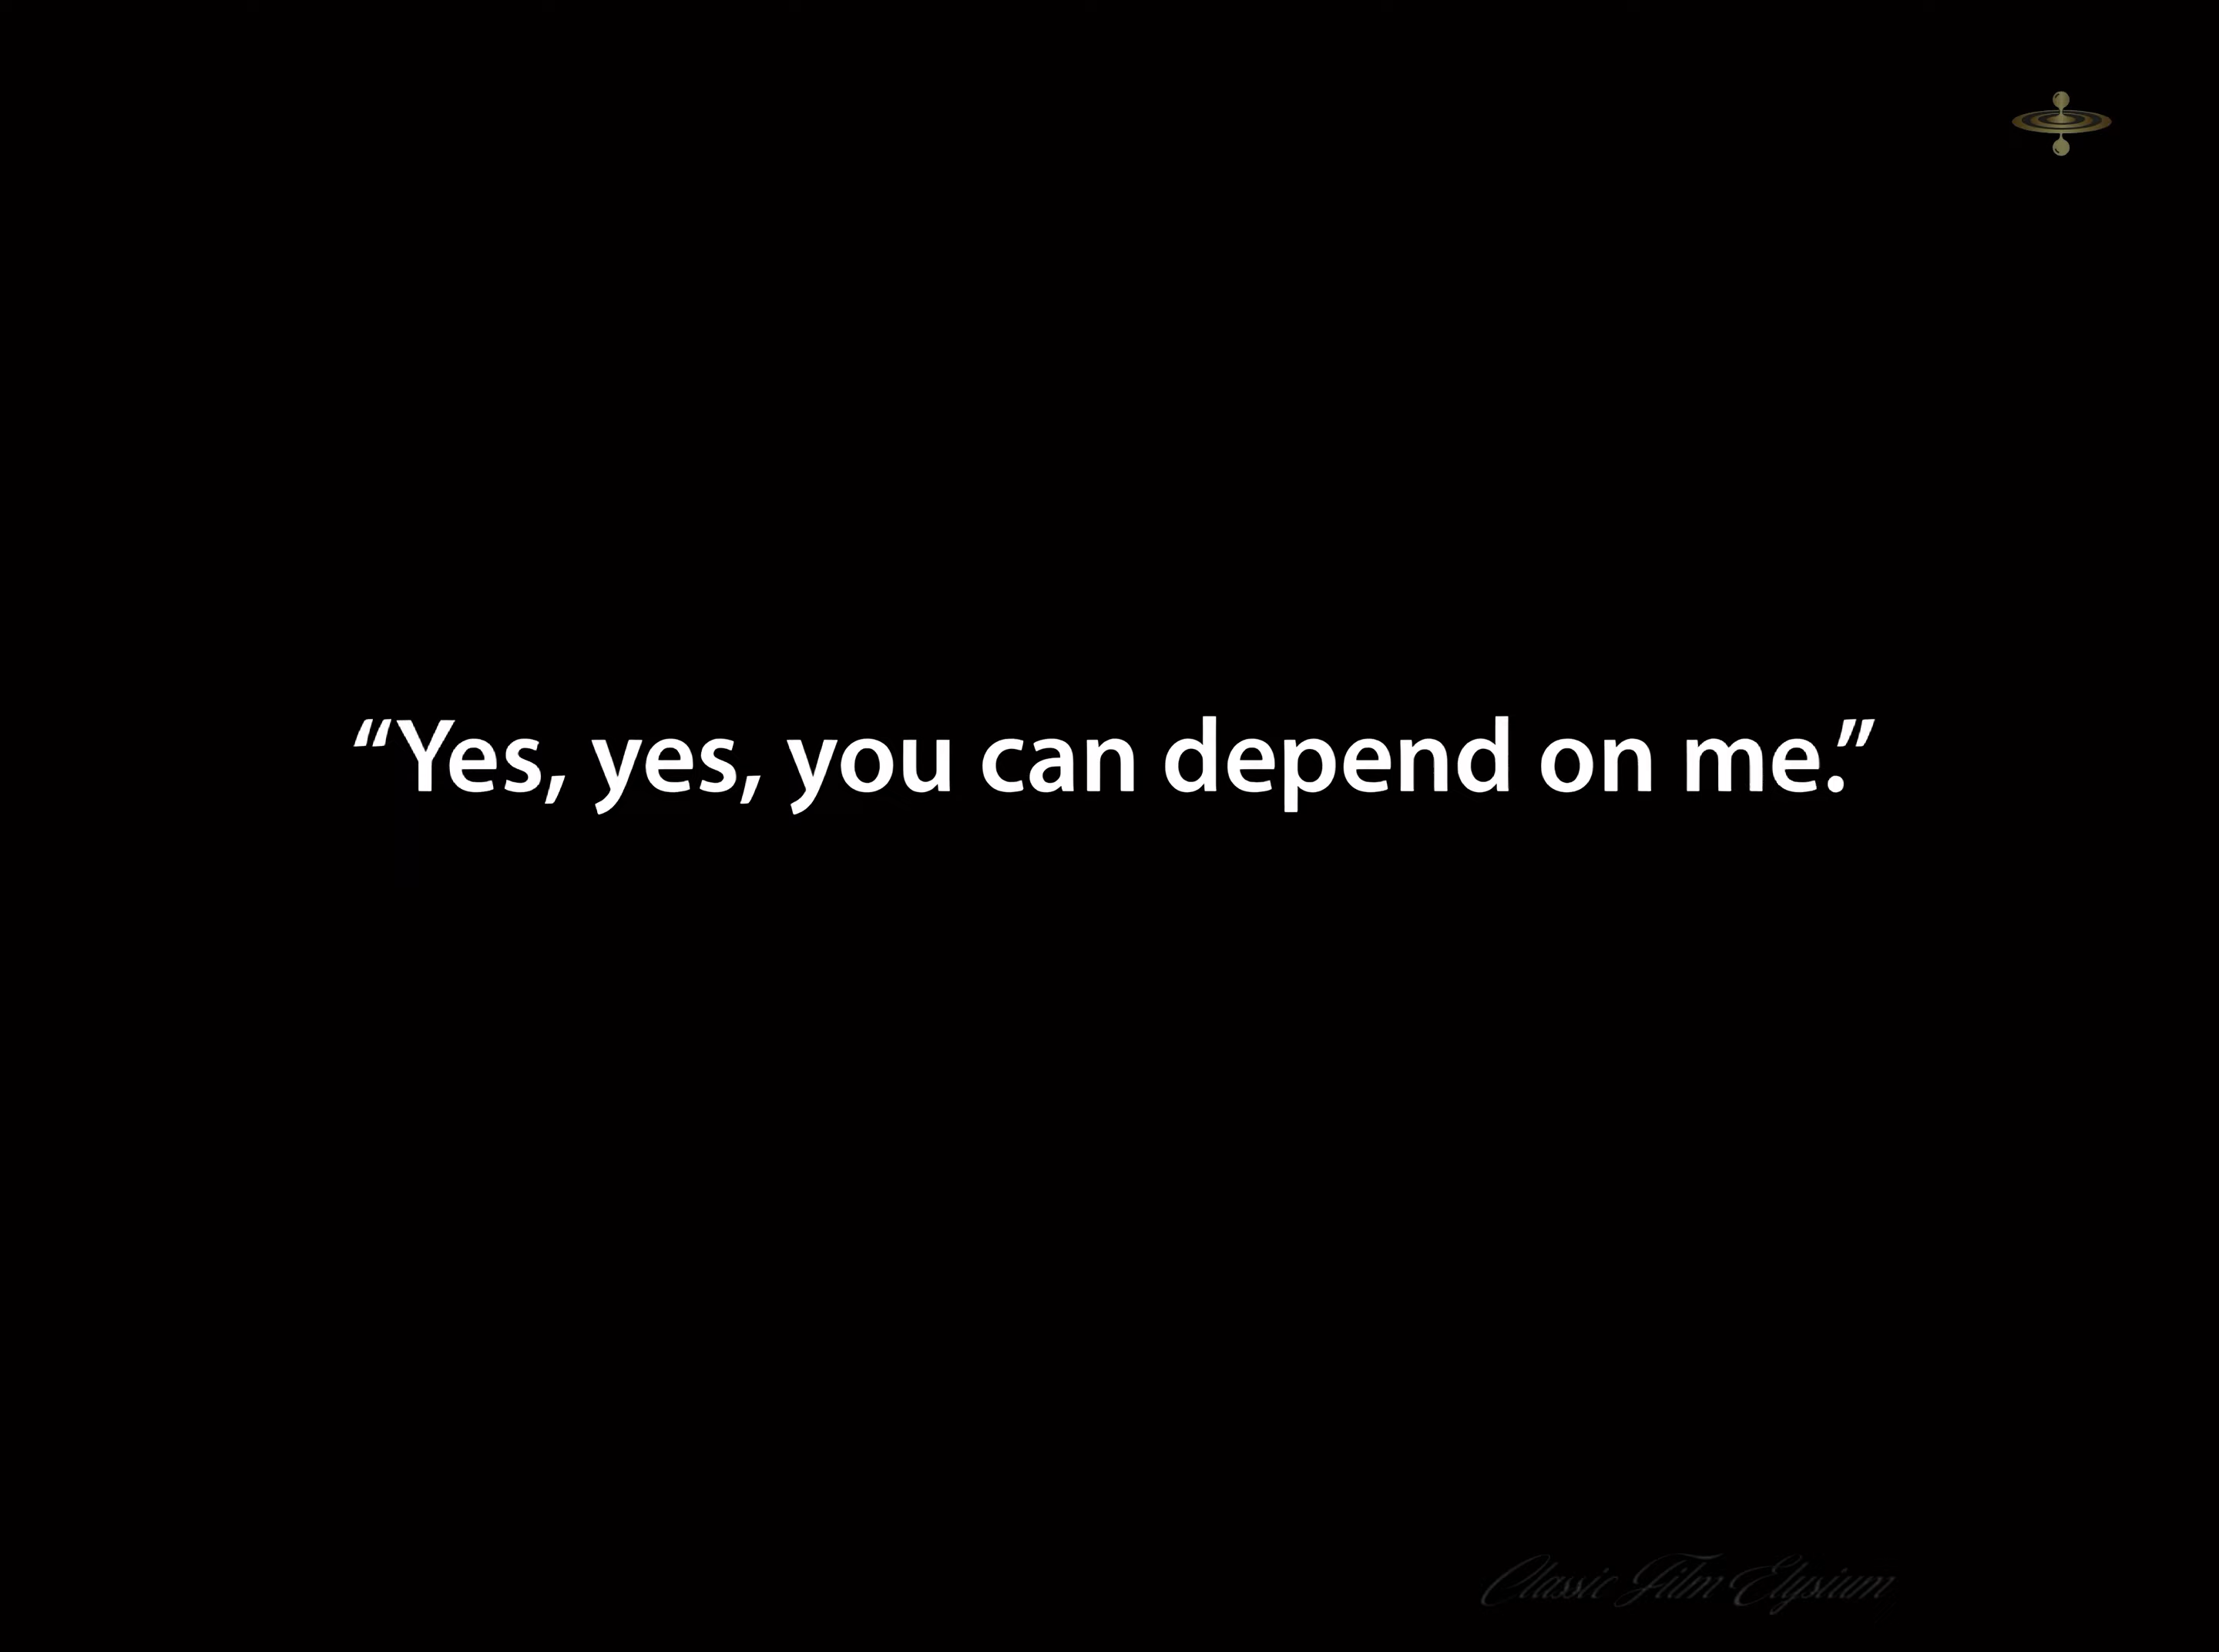 “Yes, yes, you can depend on me.”
Classic Film Elysium